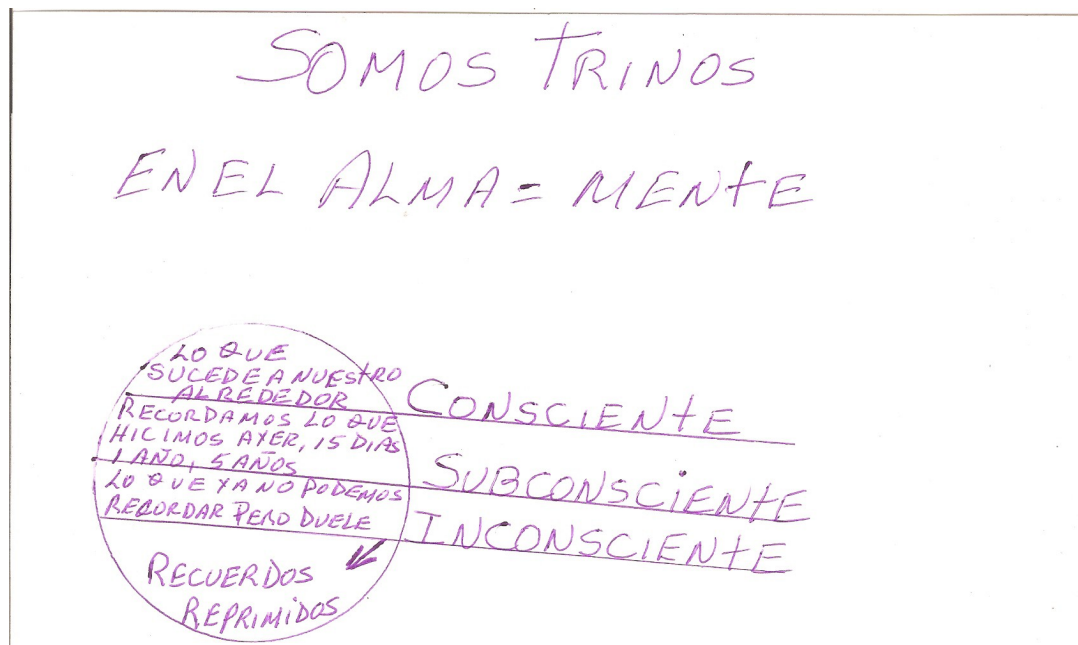 SOMOS TRINOS
EN EL ALMA = MENTE
LO QUE
SUCEDE A NUESTRO
ALREDEDOR
CONSCIENTE
RECORDAMOS LO QUE
HICIMOS AYER, 15 DIAS
1 AÑO, 5 AÑOS
SUBCONSCIENTE
LO QUE YA NO PODEMOS
RECORDAR PERO DUELE
INCONSCIENTE
RECUERDOS
REPRIMIDOS